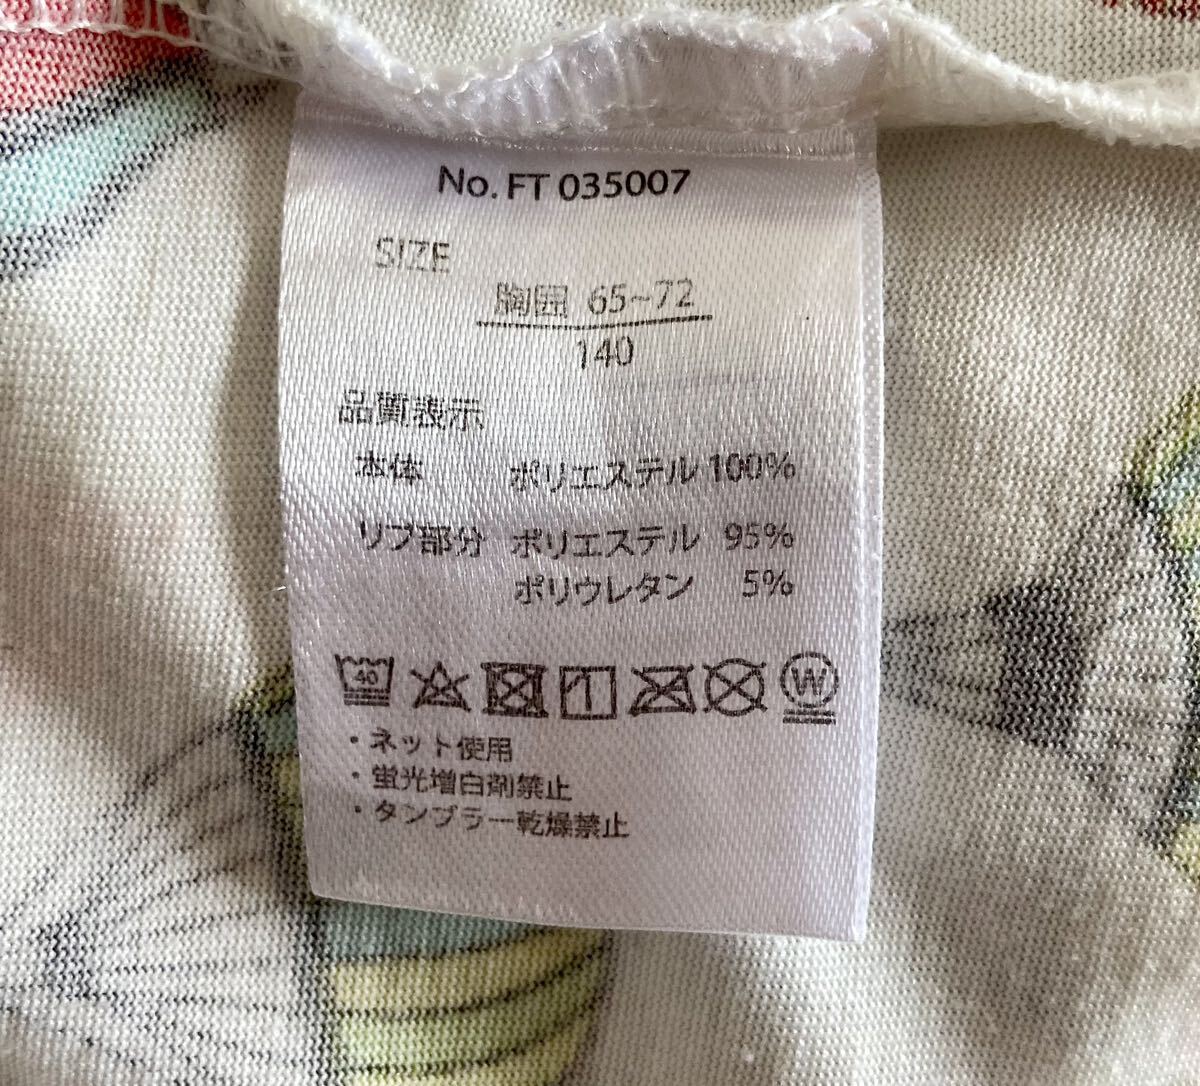 No. FT 035007
SIZE
胸囲 65~72
140
品質表示
本体 ポリエステル 100%
リブ部分 ポリエステル 95%
ポリウレタン 5%
40 W
・ネット使用
・蛍光増白剤禁止
・タンブラー乾燥禁止